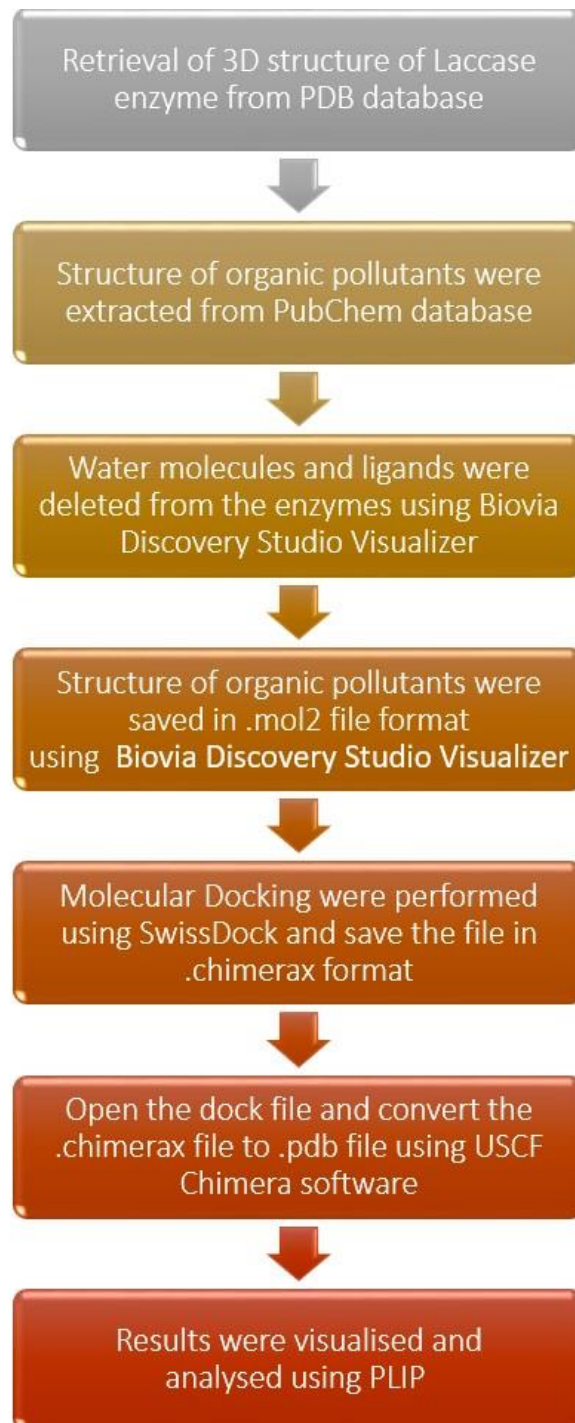 Retrieval of 3D structure of Laccase
enzyme from PDB database
Structure of organic pollutants were
extracted from PubChem database
Water molecules and ligands were
deleted from the enzymes using Biovia
Discovery Studio Visualizer
Structure of organic pollutants were
saved in .mol2 file format
using Biovia Discovery Studio Visualizer
Molecular Docking were performed
using SwissDock and save the file in
.chimerax format
Open the dock file and convert the
.chimerax file to .pdb file using USCF
Chimera software
Results were visualised and
analysed using PLIP